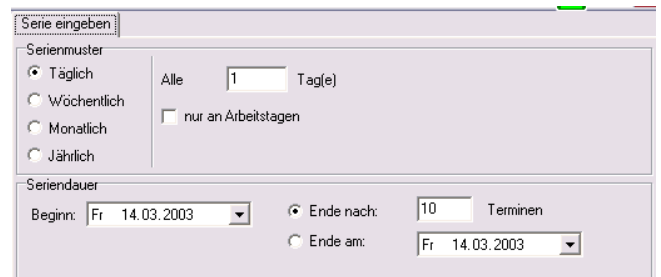 Serie eingeben
Serienmuster
Täglich
Wöchentlich
Monatlich
Jährlich
Alle 1 Tag(e)
nur an Arbeitstagen
Seriendauer
Beginn: Fr 14.03.2003
Ende nach: 10 Terminen
Ende am: Fr 14.03.2003